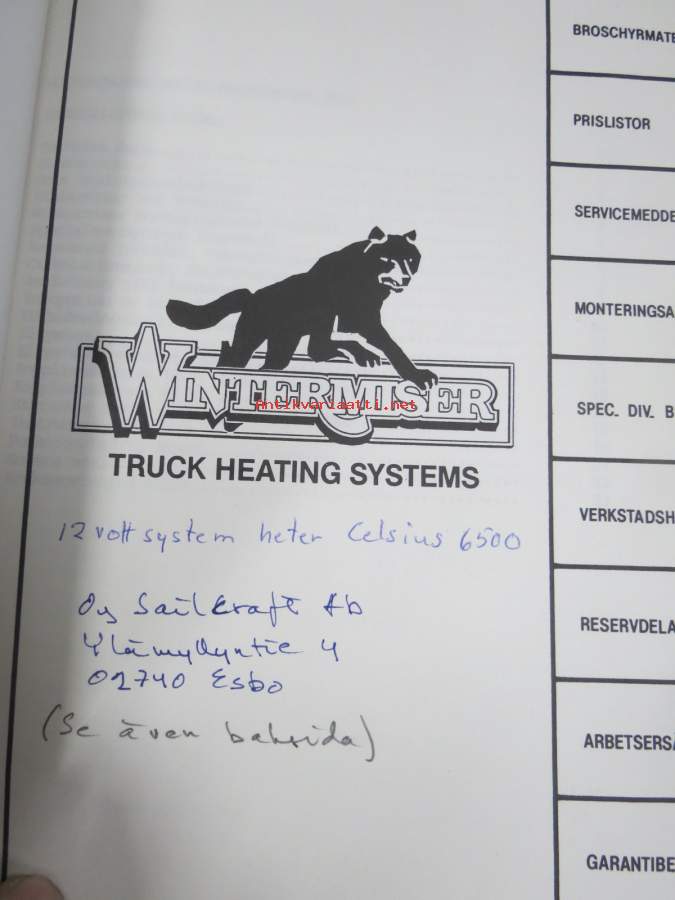 WINTERMISER
Antikvariaatti.net
TRUCK HEATING SYSTEMS
12 volt system heter Celsius 6500
Oy Sailcraft Ab
Ylämyllyntie 4
02740 Esbo
(Se även baksida)
BROSCHYRMATE
PRISLISTOR
SERVICEMEDDE
MONTERINGSA
SPEC. DIV. B
VERKSTADSH
RESERVDELA
ARBETSERSA
GARANTIBE